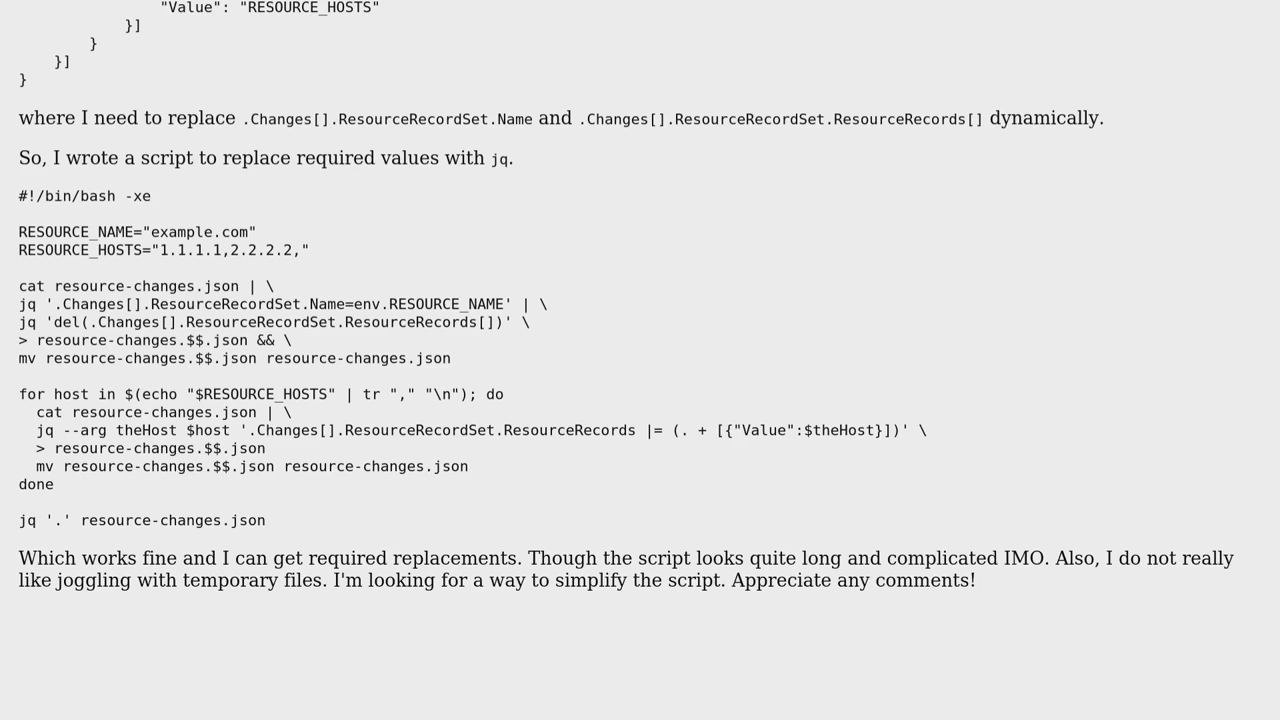 "Value": "RESOURCE_HOSTS"
}]
}
}]
}
where I need to replace .Changes[].ResourceRecordSet.Name and .Changes[].ResourceRecordSet.ResourceRecords[] dynamically.
So, I wrote a script to replace required values with jq.
#!/bin/bash -xe
RESOURCE_NAME="example.com"
RESOURCE_HOSTS="1.1.1.1,2.2.2.2,"
cat resource-changes.json | \
jq '.Changes[].ResourceRecordSet.Name=env.RESOURCE_NAME' | \
jq 'del(.Changes[].ResourceRecordSet.ResourceRecords[])' \
> resource-changes.$$.json && \
mv resource-changes.$$.json resource-changes.json
for host in $(echo "$RESOURCE_HOSTS" | tr "," "\n"); do
cat resource-changes.json | \
jq --arg theHost $host '.Changes[].ResourceRecordSet.ResourceRecords |= (. + [{"Value":$theHost}])' \
> resource-changes.$$.json
mv resource-changes.$$.json resource-changes.json
done
jq '.' resource-changes.json
Which works fine and I can get required replacements. Though the script looks quite long and complicated IMO. Also, I do not really
like joggling with temporary files. I'm looking for a way to simplify the script. Appreciate any comments!